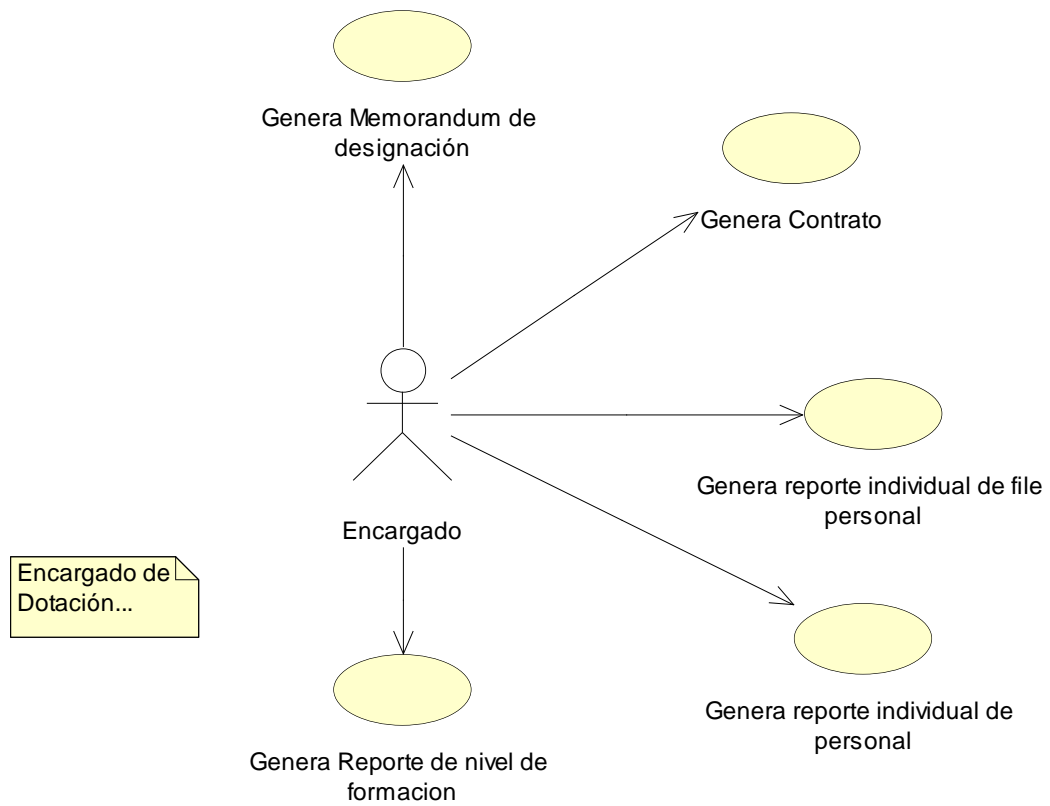 Genera Memorandum de
designación
Genera Contrato
Genera reporte individual de file
personal
Encargado
Encargado de
Dotación...
Genera reporte individual de
personal
Genera Reporte de nivel de
formacion